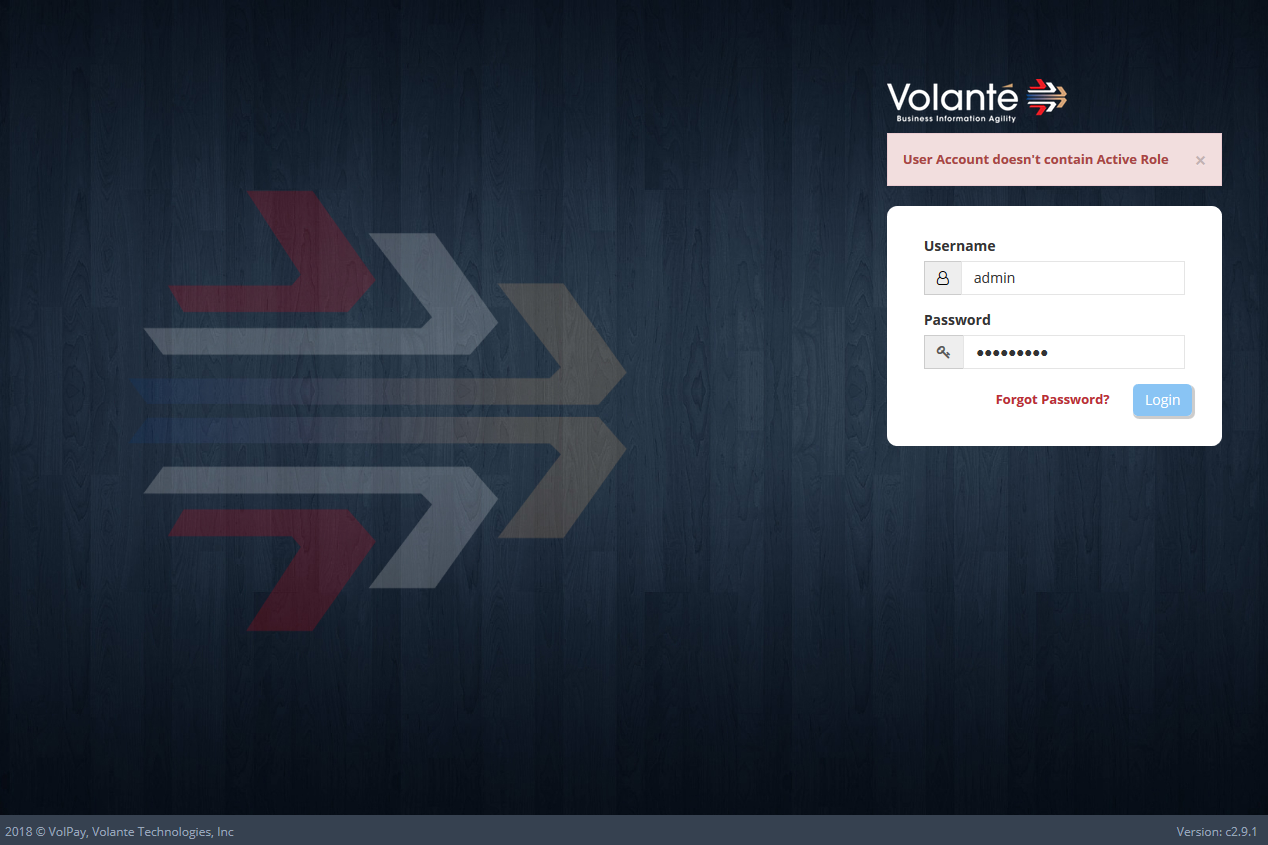 Volanté
Business Information Agility
User Account doesn't contain Active Role ×
Username
admin
Password
•••••••••
Forgot Password? Login
2018 © VolPay, Volante Technologies, Inc Version: c2.9.1